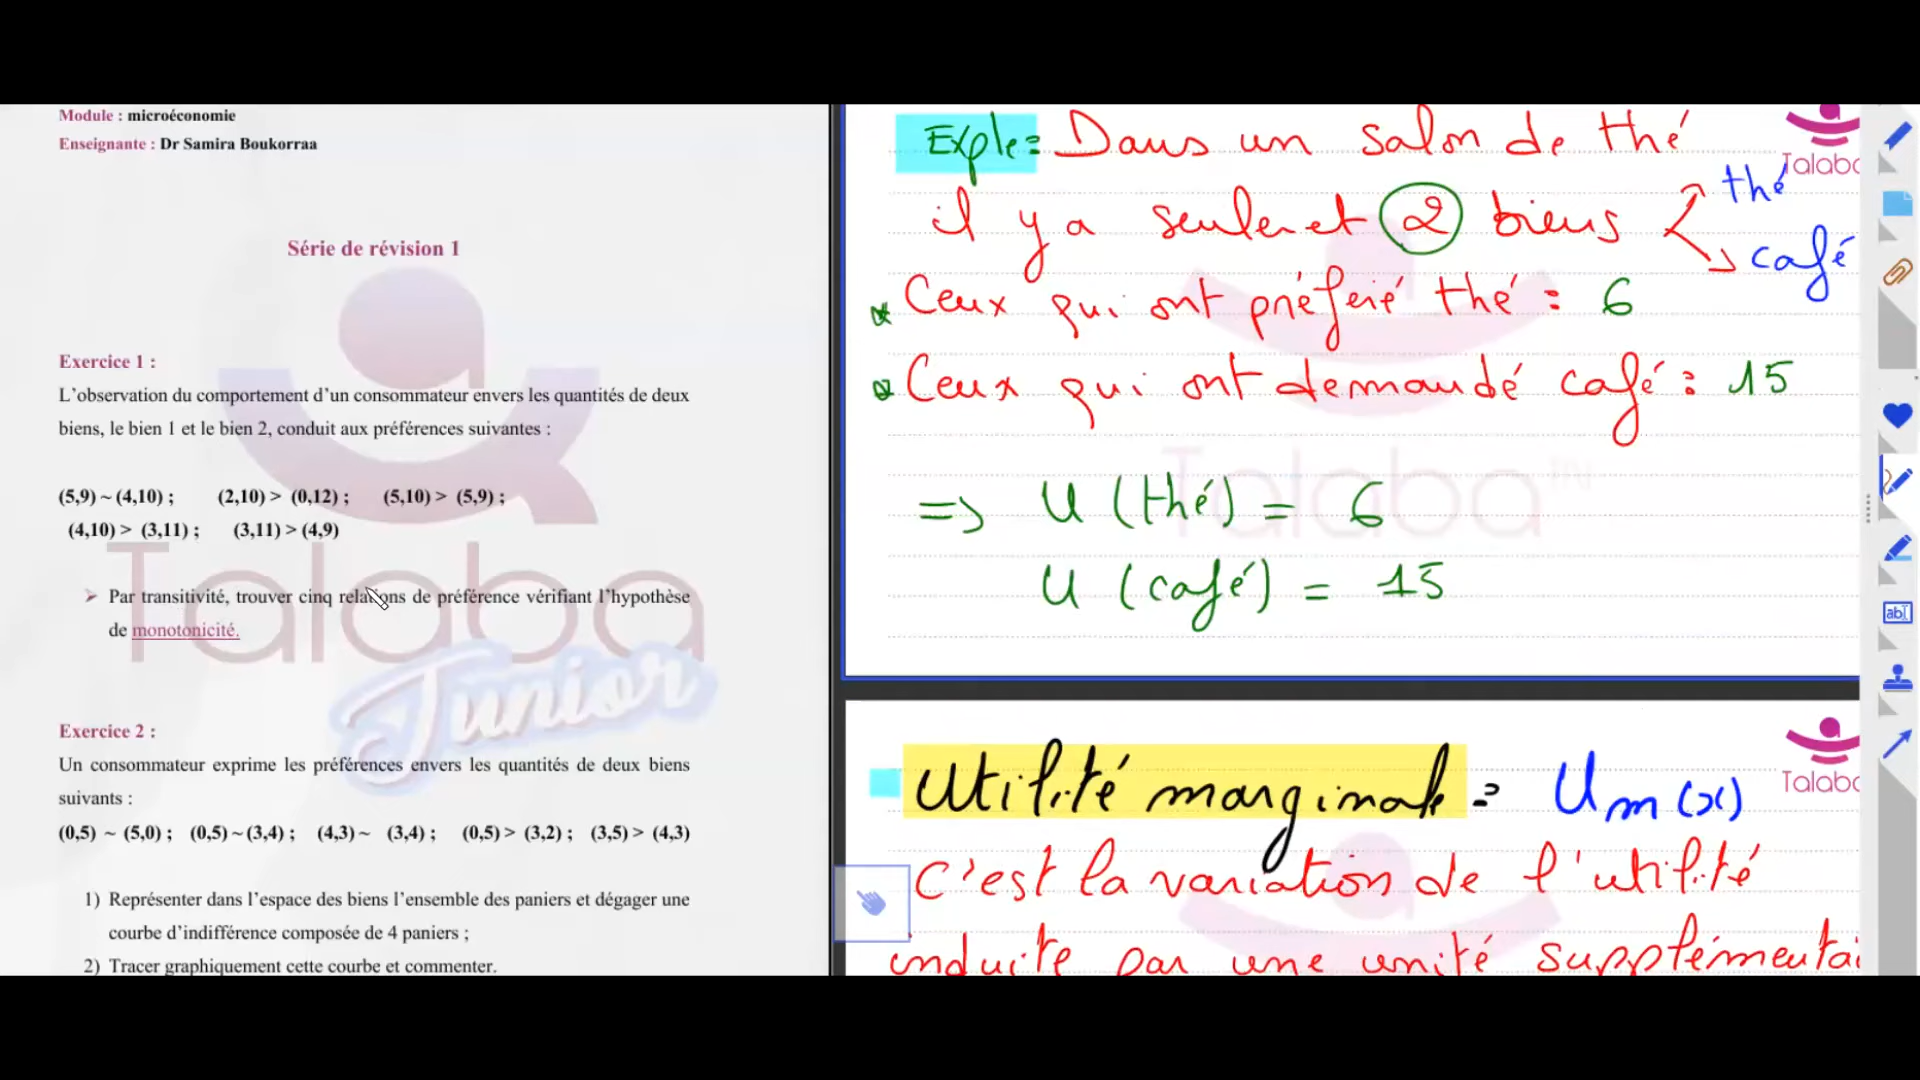 Module : microéconomie
Enseignante : Dr Samira Boukorraa
Série de révision 1
Exercice 1 :
L'observation du comportement d'un consommateur envers les quantités de deux
biens, le bien 1 et le bien 2, conduit aux préférences suivantes :
(5,9) ~ (4,10) ; (2,10) > (0,12) ; (5,10) > (5,9) ;
(4,10) > (3,11) ; (3,11) > (4,9)
➢ Par transitivité, trouver cinq relations de préférence vérifiant l'hypothèse
de monotonicité.
Talaba
Junior
Exercice 2 :
Un consommateur exprime les préférences envers les quantités de deux biens
suivants :
(0,5) ~ (5,0) ; (0,5) ~ (3,4) ; (4,3) ~ (3,4) ; (0,5) > (3,2) ; (3,5) > (4,3)
1) Représenter dans l'espace des biens l'ensemble des paniers et dégager une
courbe d'indifférence composée de 4 paniers ;
2) Tracer graphiquement cette courbe et commenter.
Exple = Dans un salon de thé
il y a seulemet 2 biens
thé
café
Ceux qui ont préféré thé : 6
Ceux qui ont demandé café : 15
=> U (thé) = 6
U (café) = 15
Talaba
Talaba TN
Utilité marginale = Um(x)
Talaba
C'est la variation de l'utilité
induite par une unité supplémentai
abI